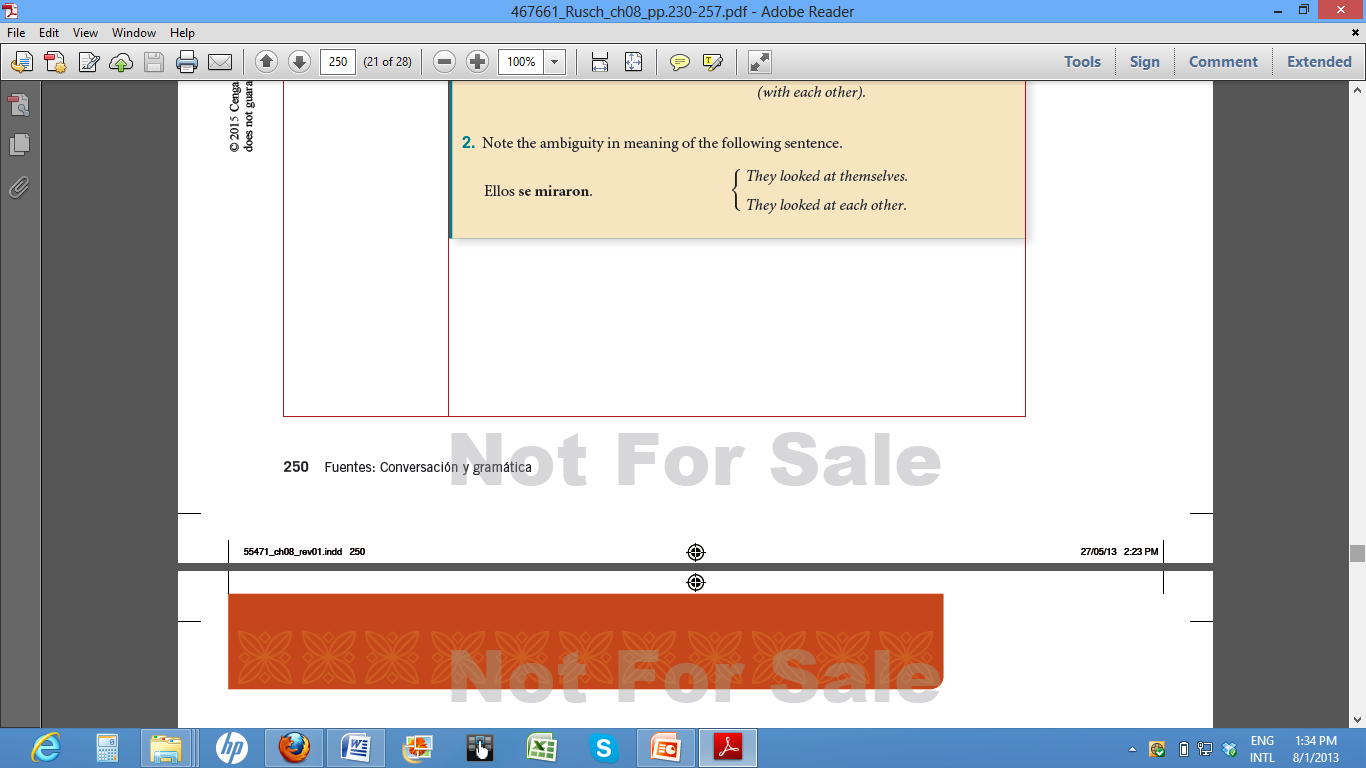 467661_Rusch_ch08_pp.230-257.pdf - Adobe Reader
File Edit View Window Help
250 (21 of 28) 100% Tools Sign Comment Extended
© 2015 Cenga
does not guara
(with each other).
2. Note the ambiguity in meaning of the following sentence.
They looked at themselves.
Ellos se miraron.
They looked at each other.
Not For Sale
250 Fuentes: Conversación y gramática
55471_ch08_rev01.indd 250 27/05/13 2:23 PM
Not For Sale
ENG 1:34 PM
INTL 8/1/2013